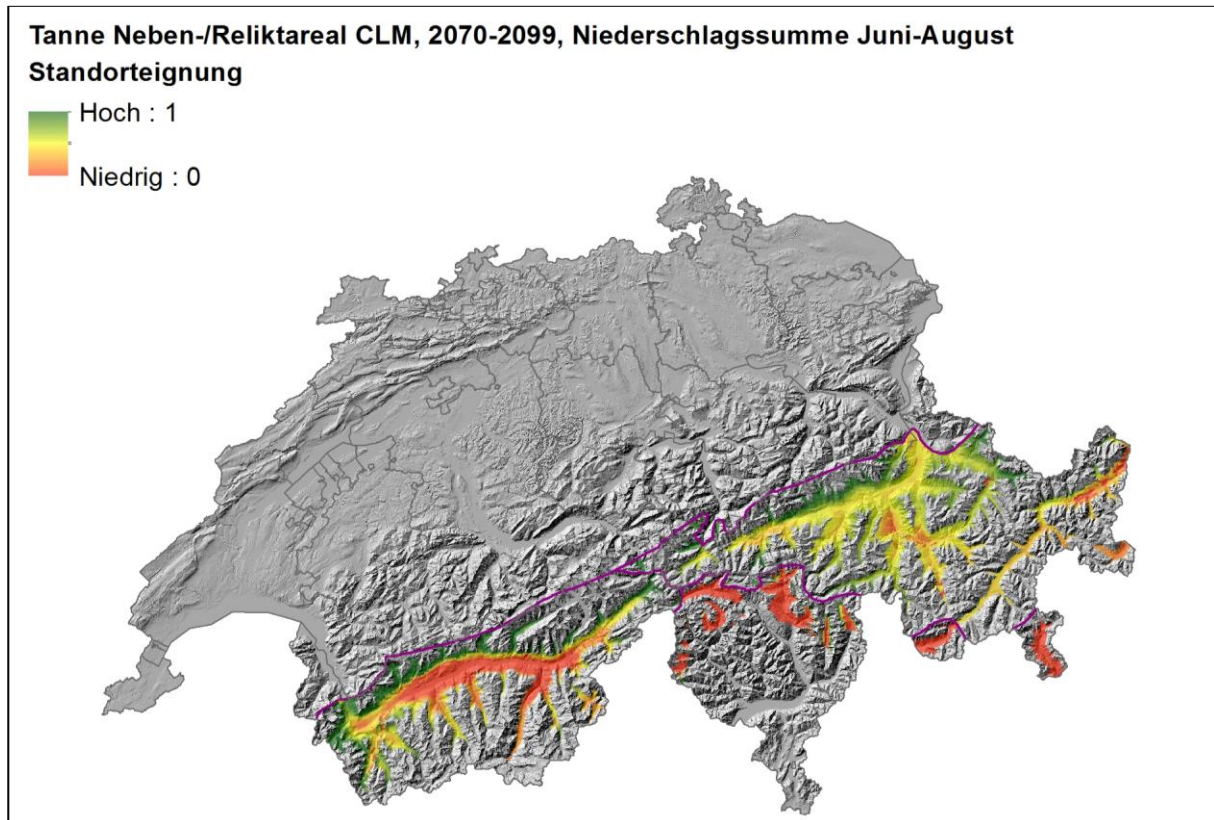 Tanne Neben-/Reliktareal CLM, 2070-2099, Niederschlagssumme Juni-August
Standorteignung
Hoch : 1
Niedrig : 0